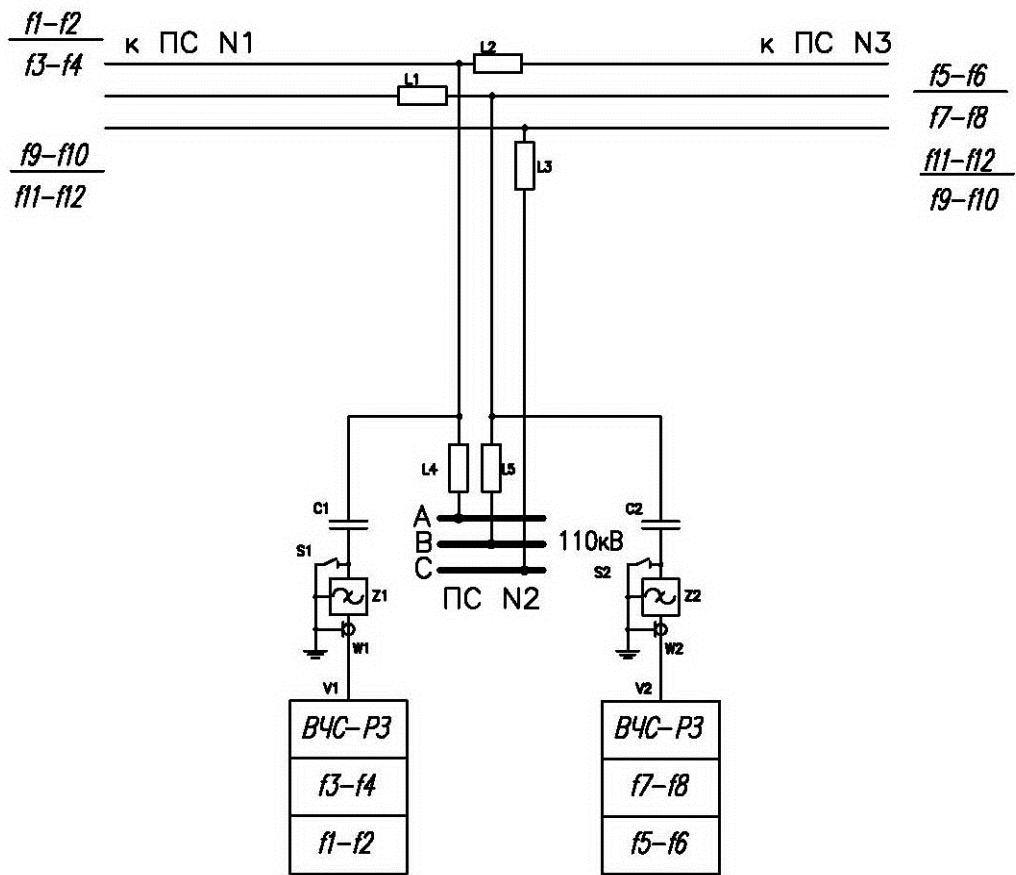 f1-f2
f3-f4
к ПС N1
L2
к ПС N3
L1
f5-f6
f7-f8
f9-f10
f11-f12
L3
f11-f12
f9-f10
L4
L5
C1
A
B
110кВ
C
C2
S1
S2
Z1
ПС N2
Z2
W1
W2
V1
V2
ВЧС-РЗ
f3-f4
f1-f2
ВЧС-РЗ
f7-f8
f5-f6